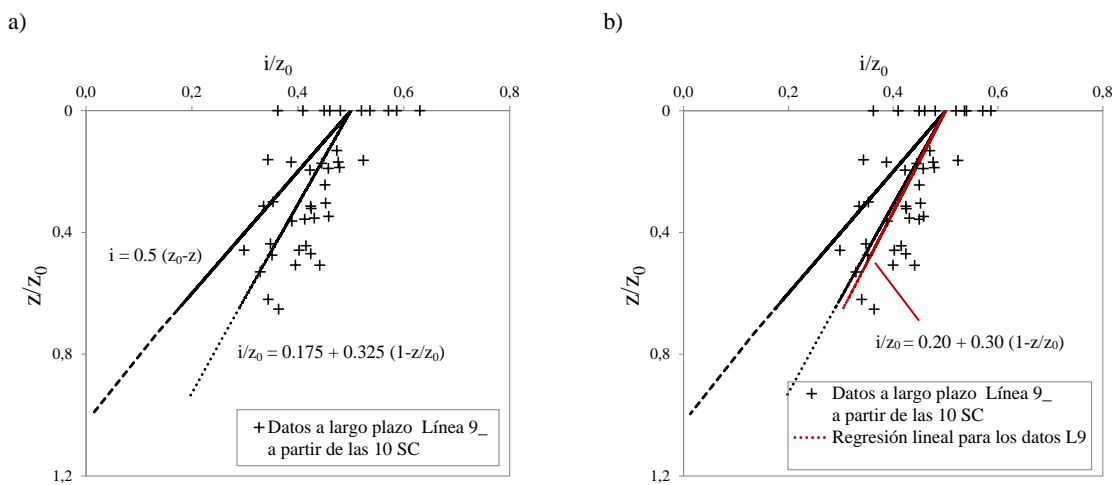 a)
i/z0
0,0 0,2 0,4 0,6 0,8
0
0,4
0,8
1,2
z/z0
i = 0.5 (z0-z)
i/z0 = 0.175 + 0.325 (1-z/z0)
Datos a largo plazo Línea 9_
a partir de las 10 SC
b)
i/z0
0,0 0,2 0,4 0,6 0,8
0
0,4
0,8
1,2
z/z0
i/z0 = 0.20 + 0.30 (1-z/z0)
Datos a largo plazo Línea 9_
a partir de las 10 SC
Regresión lineal para los datos L9